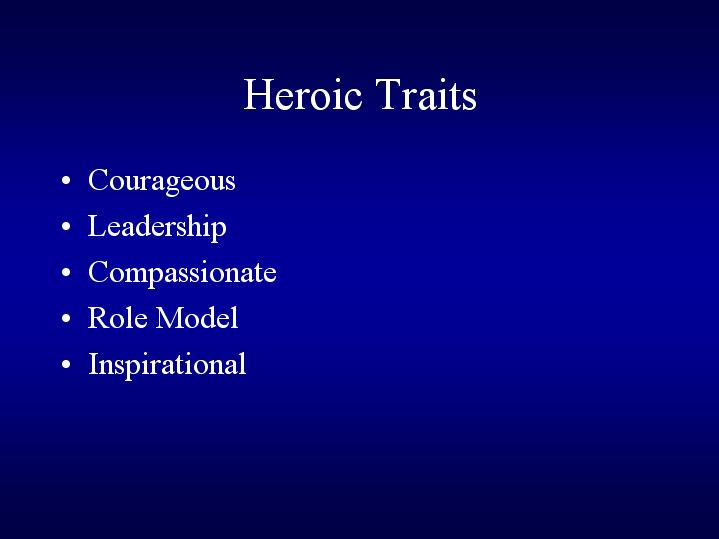 Heroic Traits
• Courageous
• Leadership
• Compassionate
• Role Model
• Inspirational